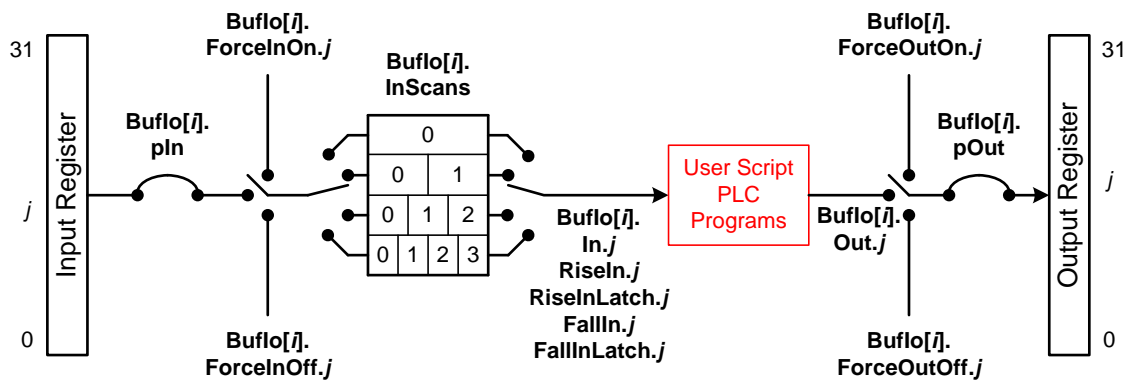 31
j
0
Input Register
BufIo[i].
pIn
BufIo[i].
ForceInOn.j
BufIo[i].
ForceInOff.j
BufIo[i].
InScans
0
0 1
0 1 2
0 1 2 3
BufIo[i].
In.j
RiseIn.j
RiseInLatch.j
FallIn.j
FallInLatch.j
User Script
PLC
Programs
BufIo[i].
Out.j
BufIo[i].
ForceOutOn.j
BufIo[i].
ForceOutOff.j
BufIo[i].
pOut
Output Register
31
j
0